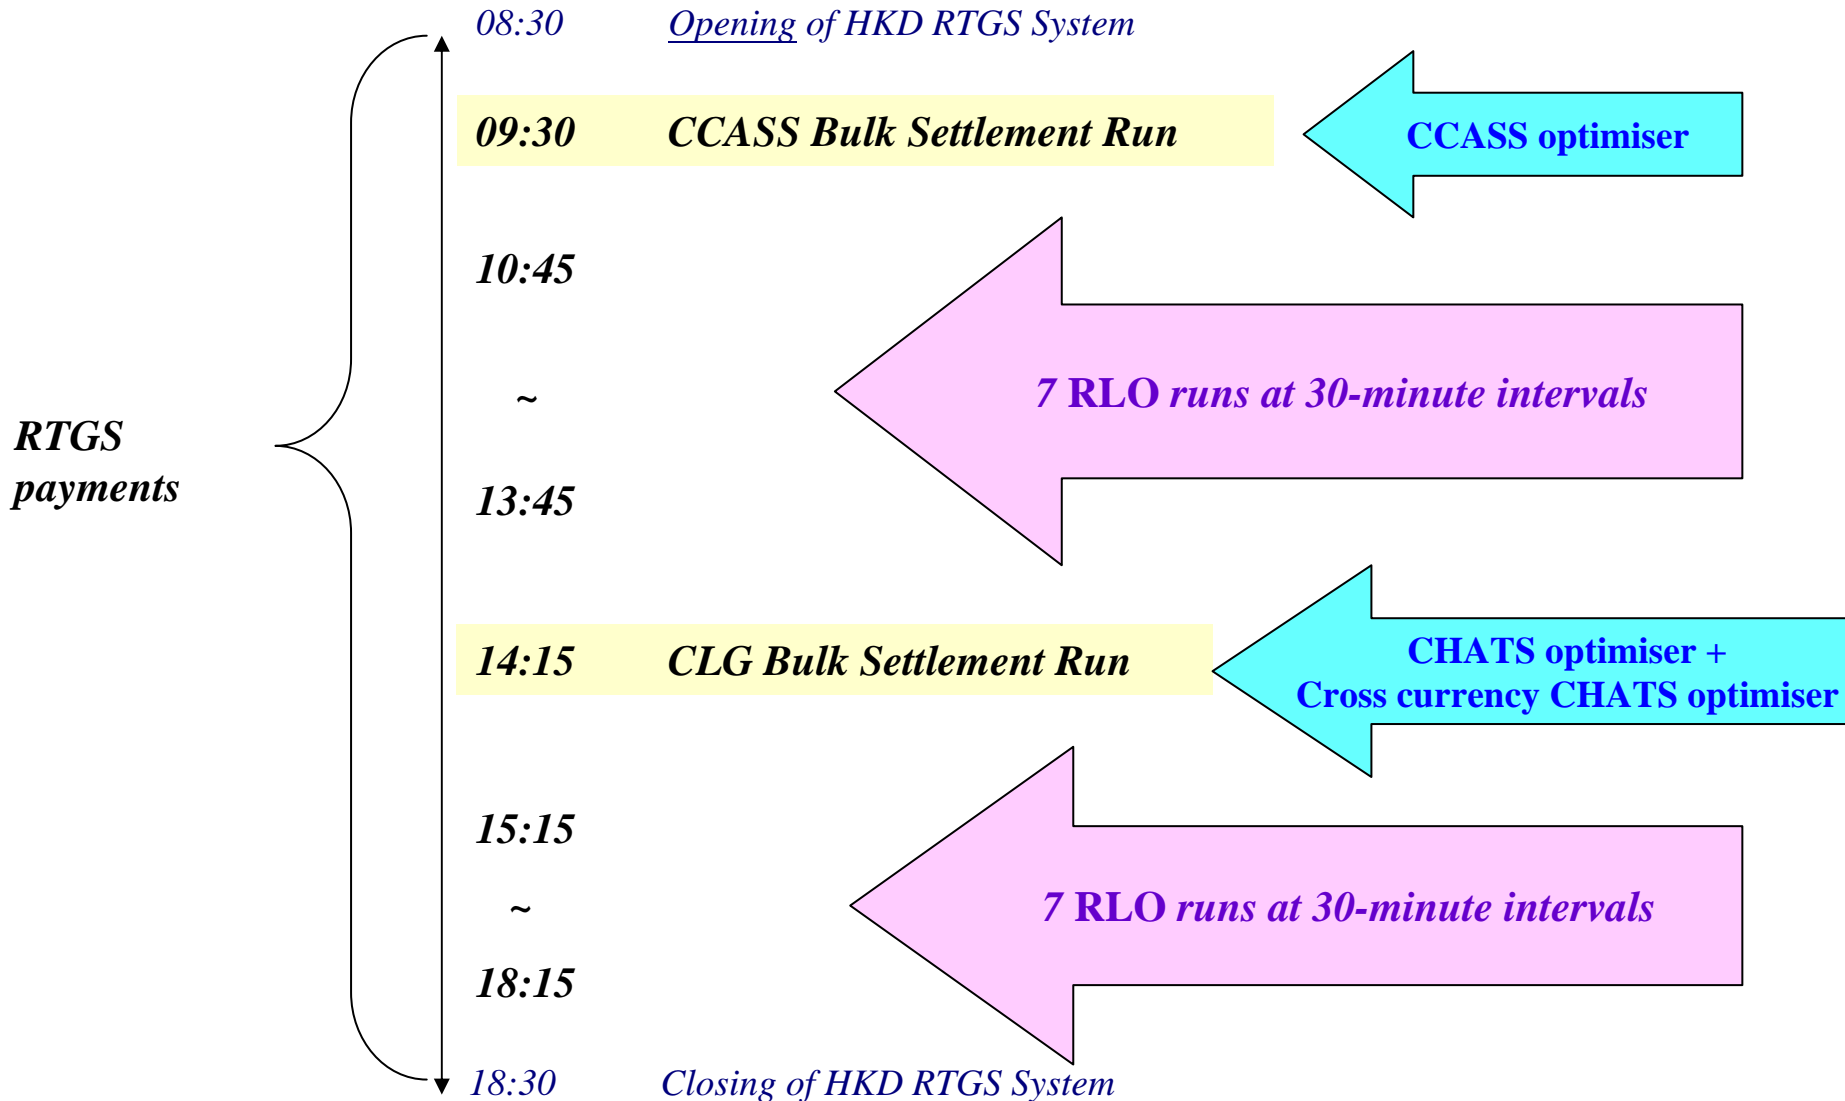 08:30 Opening of HKD RTGS System
09:30 CCASS Bulk Settlement Run
CCASS optimiser
10:45
~
7 RLO runs at 30-minute intervals
RTGS
payments
13:45
14:15 CLG Bulk Settlement Run
CHATS optimiser +
Cross currency CHATS optimiser
15:15
~
7 RLO runs at 30-minute intervals
18:15
18:30 Closing of HKD RTGS System